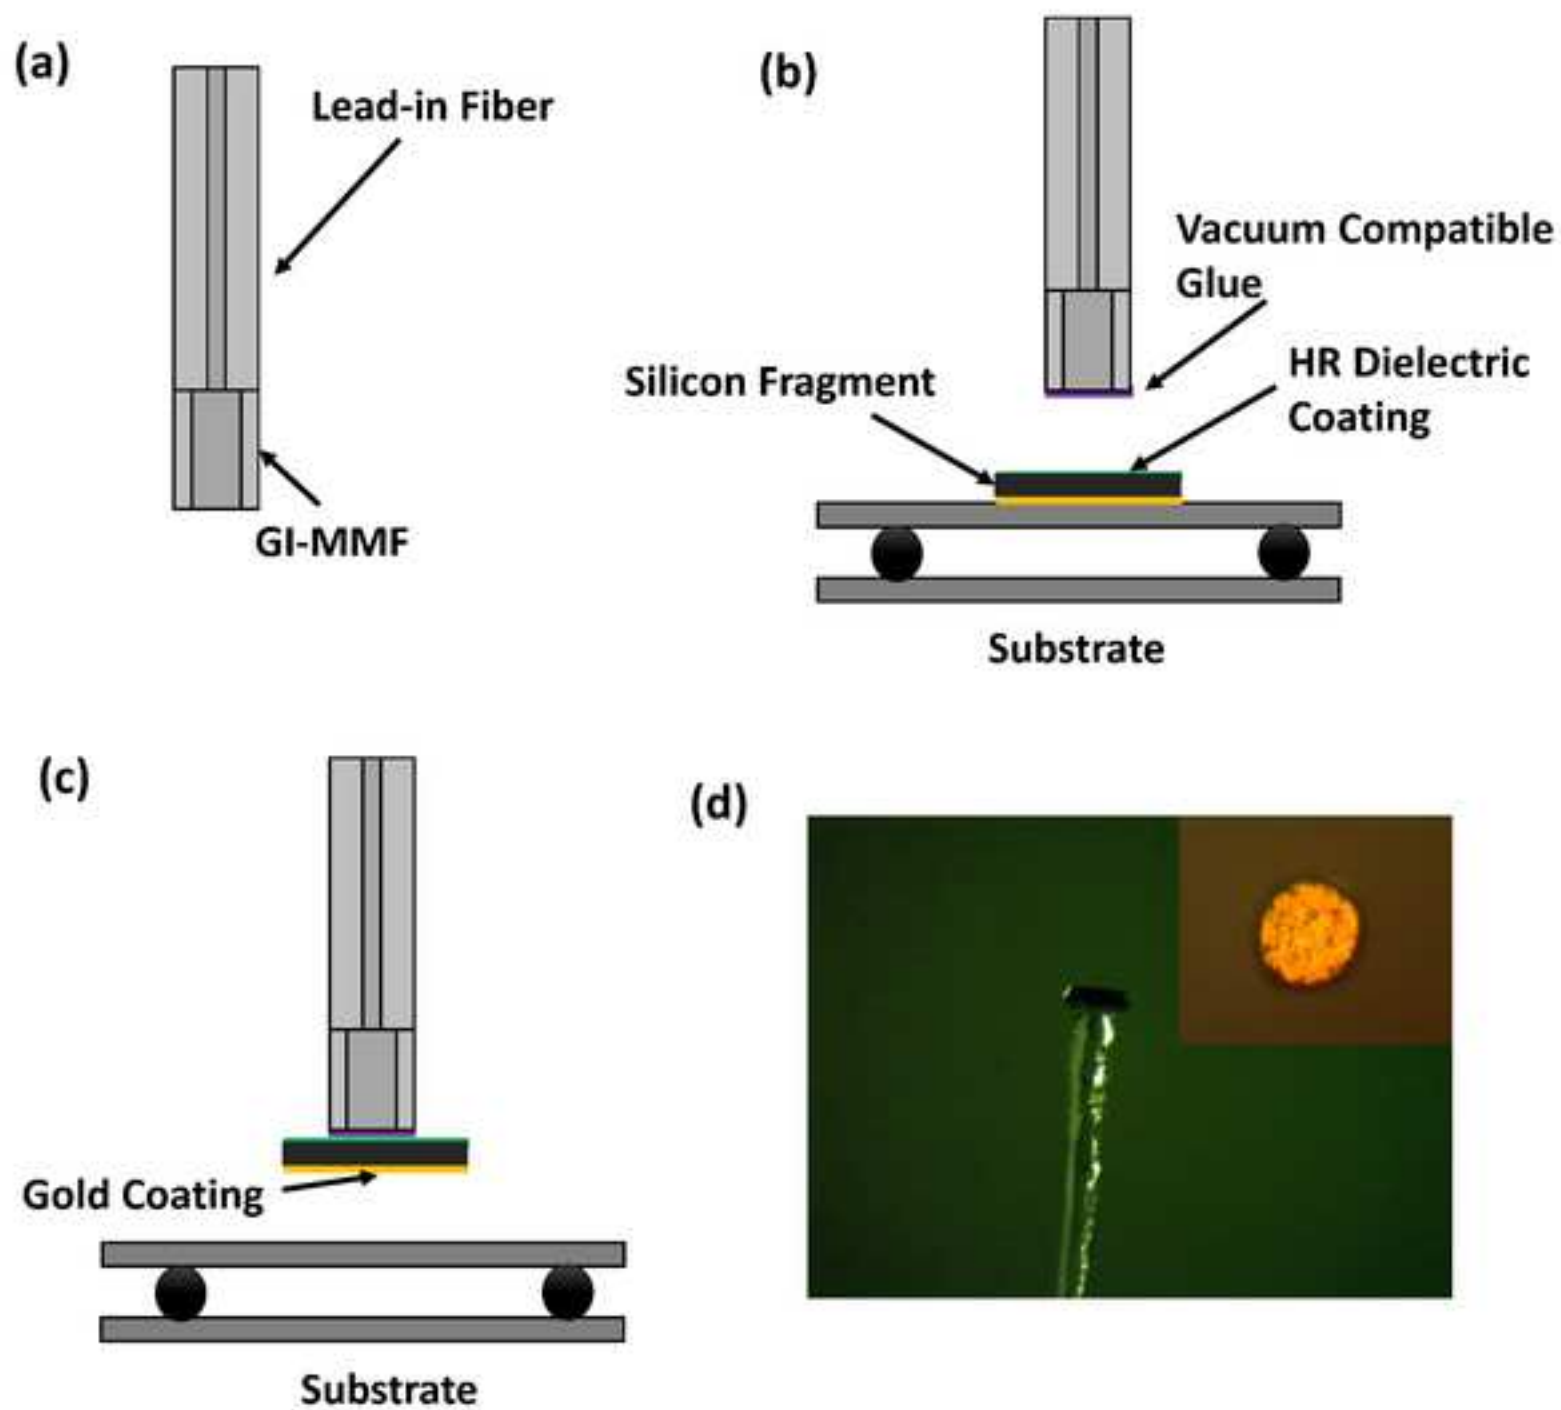 (a)
Lead-in Fiber
GI-MMF
(b)
Vacuum Compatible
Glue
HR Dielectric
Coating
Silicon Fragment
Substrate
(c)
Gold Coating
Substrate
(d)